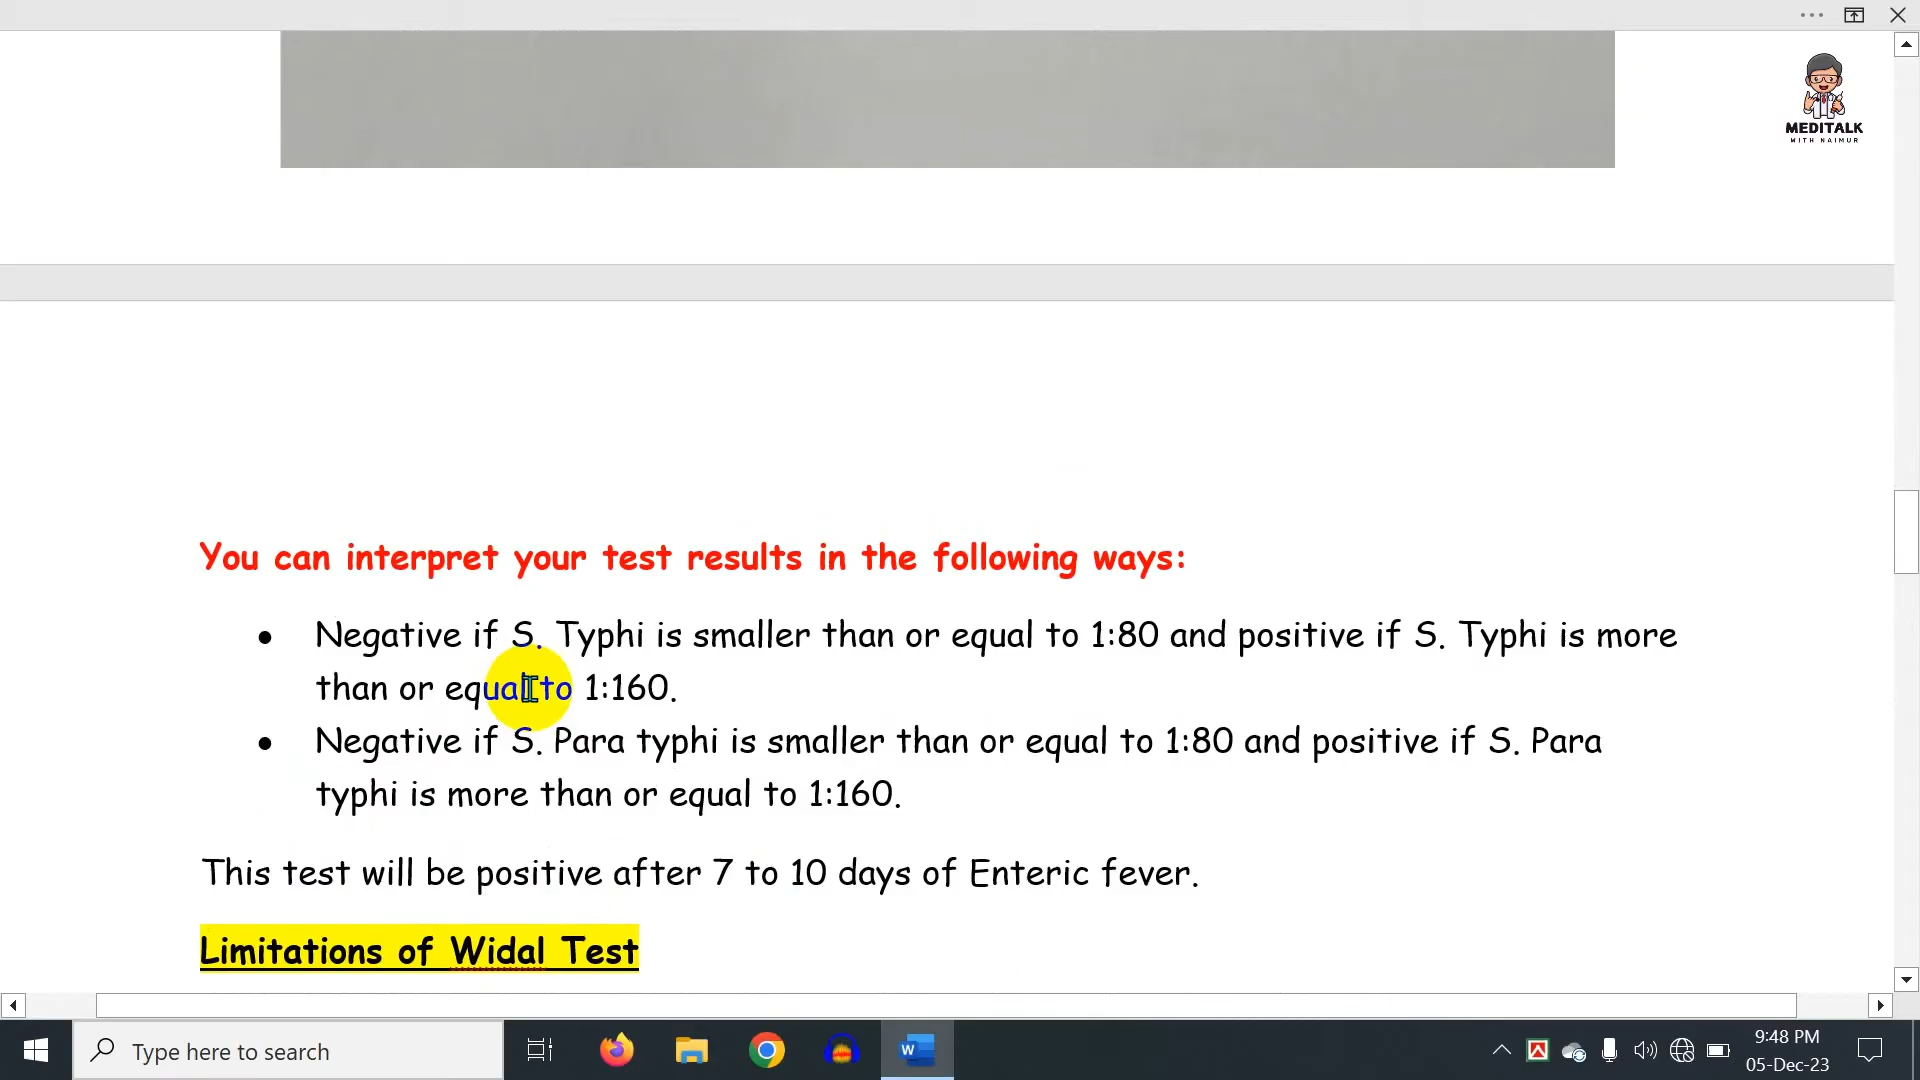 MEDITALK
WITH NAIMUR
You can interpret your test results in the following ways:
• Negative if S. Typhi is smaller than or equal to 1:80 and positive if S. Typhi is more
than or equal to 1:160.
• Negative if S. Para typhi is smaller than or equal to 1:80 and positive if S. Para
typhi is more than or equal to 1:160.
This test will be positive after 7 to 10 days of Enteric fever.
Limitations of Widal Test
Type here to search
9:48 PM
05-Dec-23